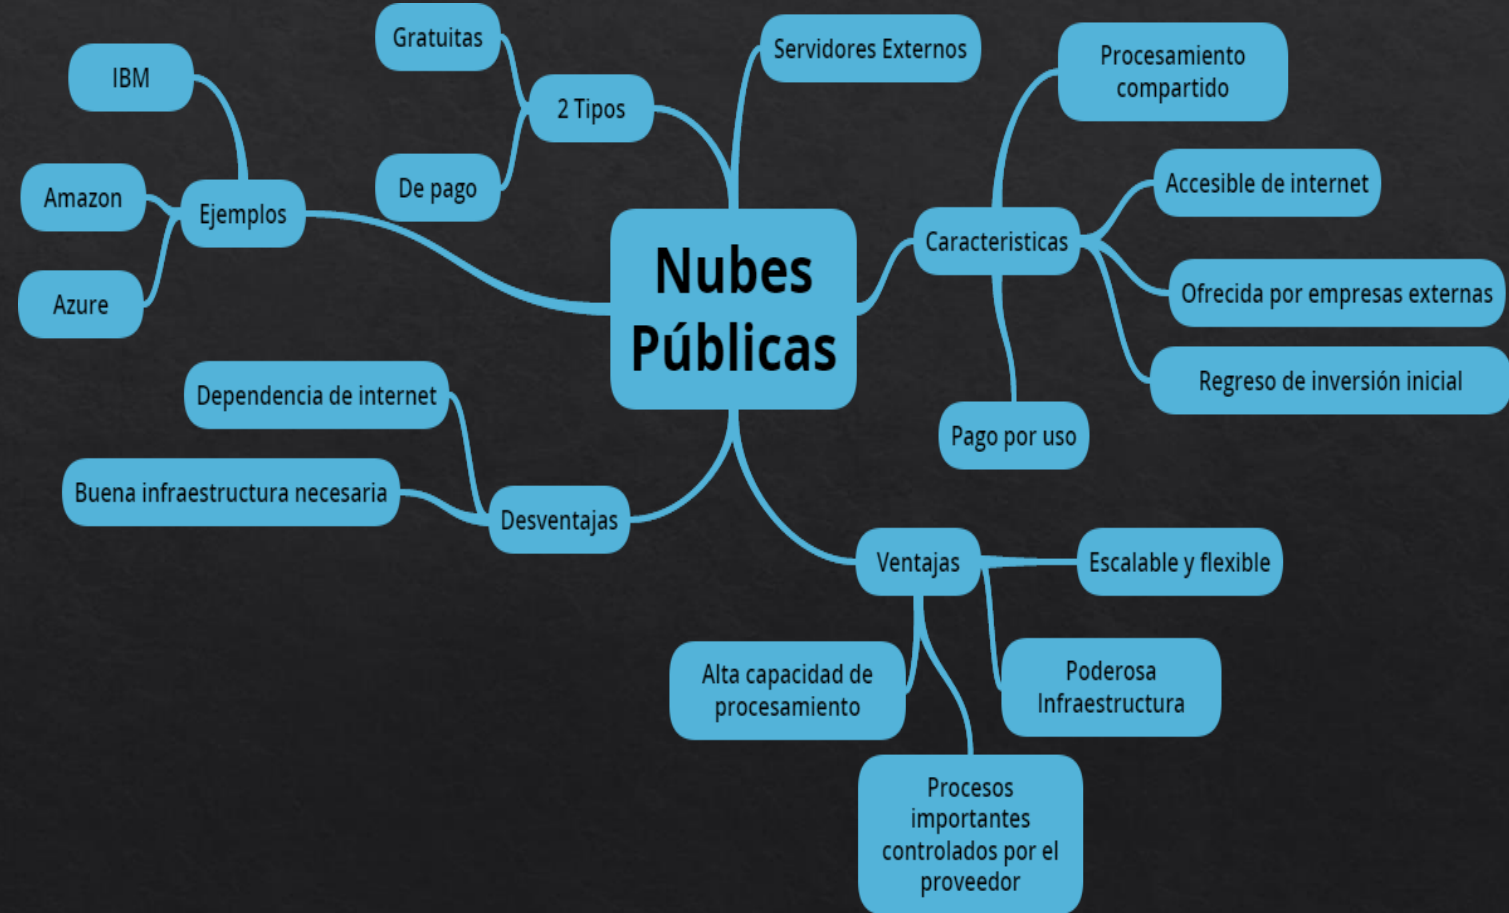 Gratuitas
Servidores Externos
Procesamiento
compartido
IBM
2 Tipos
Amazon
De pago
Accesible de internet
Ejemplos
Nubes
Públicas
Caracteristicas
Azure
Ofrecida por empresas externas
Dependencia de internet
Regreso de inversión inicial
Pago por uso
Buena infraestructura necesaria
Desventajas
Ventajas
Escalable y flexible
Alta capacidad de
procesamiento
Poderosa
Infraestructura
Procesos
importantes
controlados por el
proveedor